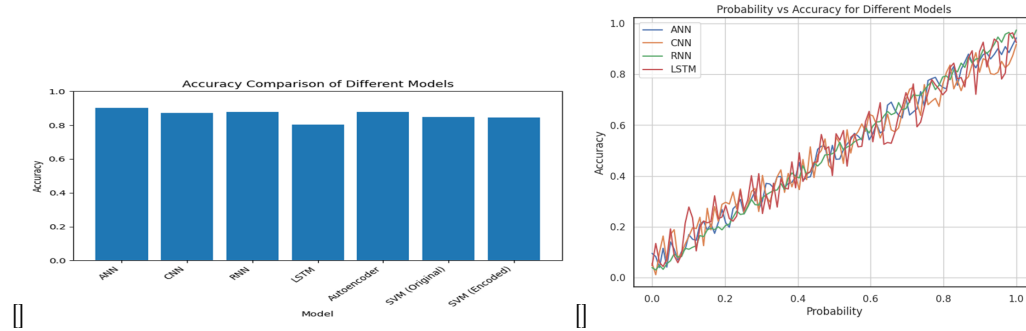 Accuracy Comparison of Different Models
1.0
0.8
0.6
0.4
0.2
0.0
Accuracy
ANN
CNN
RNN
LSTM
Autoencoder
SVM (Original)
SVM (Encoded)
Model
[]
Probability vs Accuracy for Different Models
ANN
CNN
RNN
LSTM
1.0
0.8
0.6
0.4
0.2
0.0
Accuracy
0.0 0.2 0.4 0.6 0.8 1.0
Probability
[]